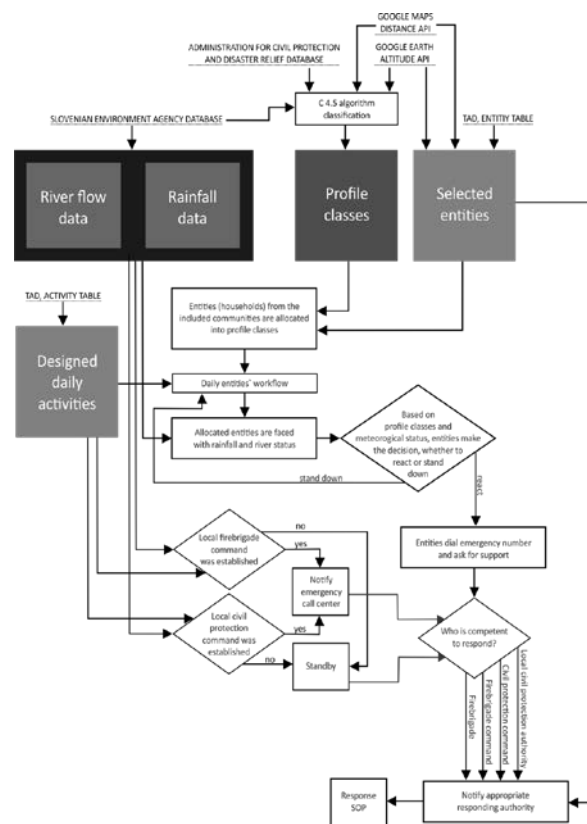 GOOGLE MAPS
DISTANCE API
ADMINISTRATION FOR CIVIL PROTECTION
AND DISASTER RELIEF DATABASE
GOOGLE EARTH
ALTITUDE API
C 4.5 algorithm
classification
SLOVENIAN ENVIRONMENT AGENCY DATABASE
TAD, ENTITIY TABLE
River flow
data
Rainfall
data
Profile
classes
Selected
entities
TAD, ACTIVITY TABLE
Entities (households) from the
included communities are allocated
into profile classes
Designed
daily
activities
Daily entities' workflow
Allocated entities are faced
with rainfall and river status
Based on
profile classes and
meteorogical status, entities make
the decision, whether to
react or stand
down
stand down
react
no
Local firebrigade
command
was established
yes
Entities dial emergency number
and ask for support
Notify
emergency
call center
Local civil
protection
command was
established
yes
no
Standby
Who is competent
to respond?
Firebrigade
Firebrigade command
Civil protection command
Local civil protection authority
Response
SOP
Notify appropriate
responding authority